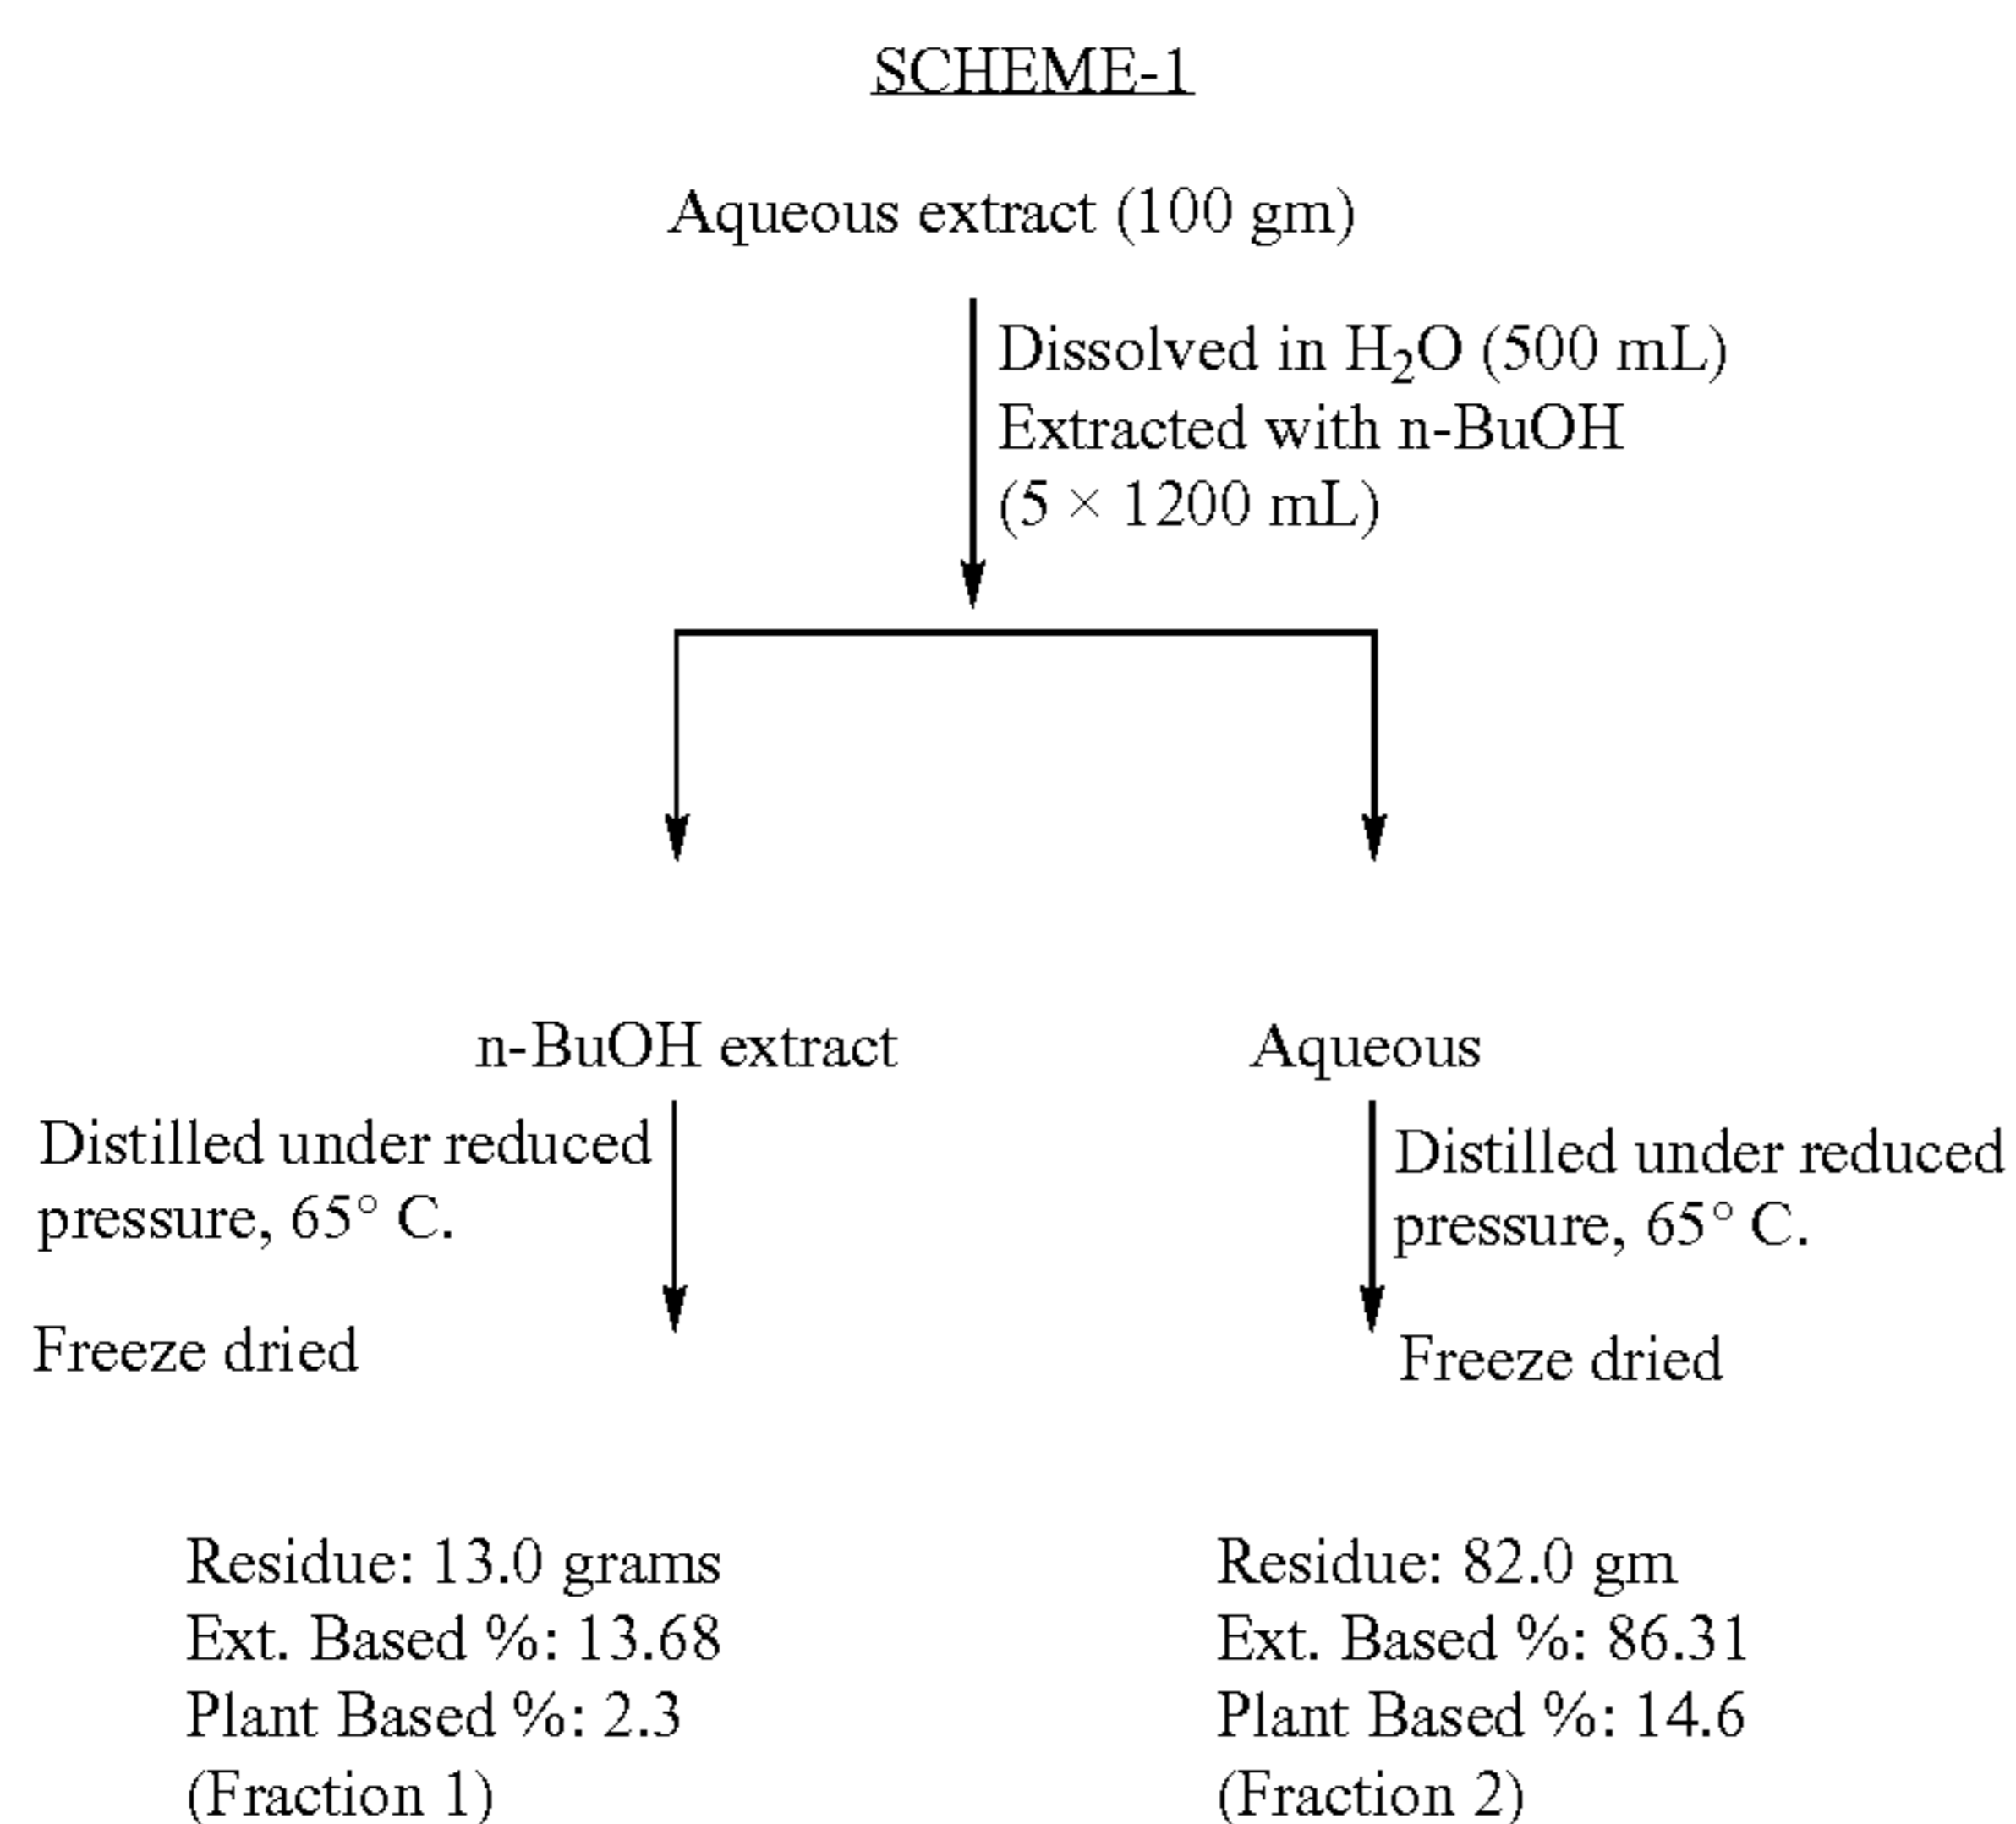 SCHEME-1
Aqueous extract (100 gm)
Dissolved in H₂O (500 mL)
Extracted with n-BuOH
(5 × 1200 mL)
n-BuOH extract
Aqueous
Distilled under reduced
pressure, 65° C.
Distilled under reduced
pressure, 65° C.
Freeze dried
Freeze dried
Residue: 13.0 grams
Ext. Based %: 13.68
Plant Based %: 2.3
(Fraction 1)
Residue: 82.0 gm
Ext. Based %: 86.31
Plant Based %: 14.6
(Fraction 2)